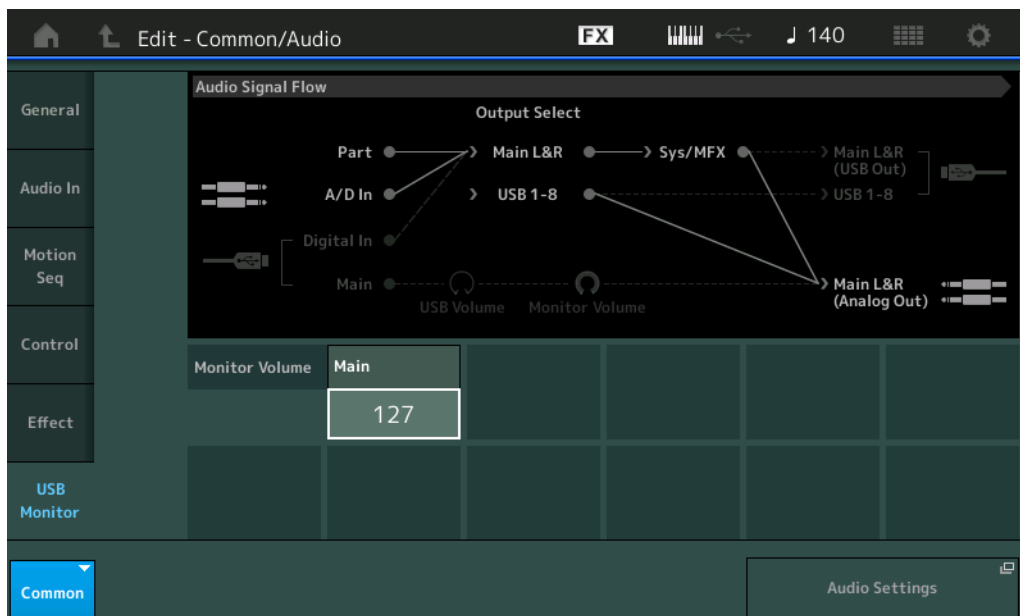 Edit - Common/Audio
FX
♩ 140
General
Audio In
Motion
Seq
Control
Effect
USB
Monitor
Common
Audio Signal Flow
Output Select
Part
Main L&R
Sys/MFX
Main L&R
(USB Out)
A/D In
USB 1-8
USB 1-8
Digital In
Main
USB Volume
Monitor Volume
Main L&R
(Analog Out)
Monitor Volume
Main
127
Audio Settings